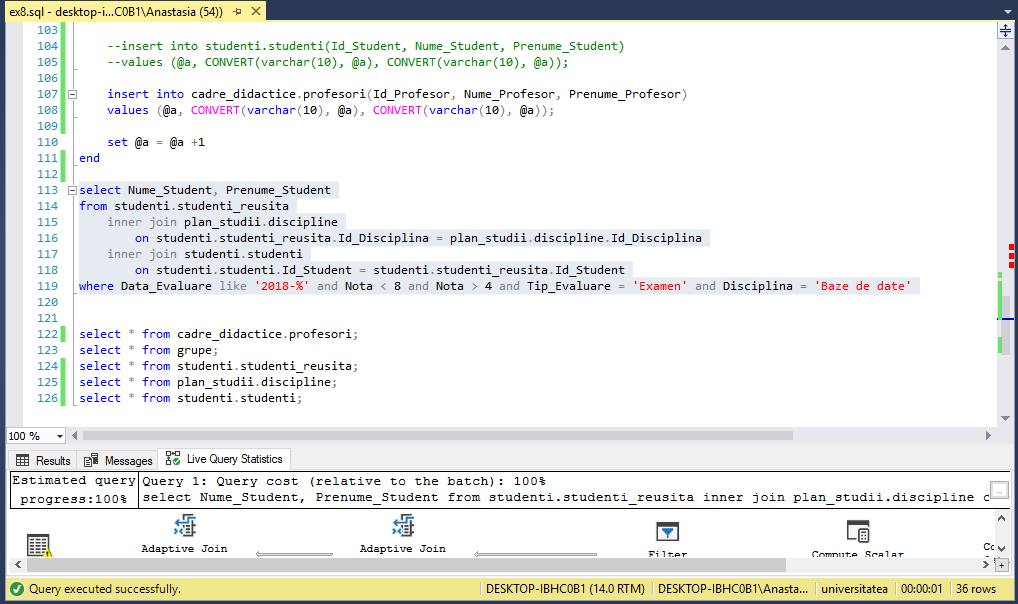 ex8.sql - desktop-i...C0B1\Anastasia (54))
103
104 --insert into studenti.studenti(Id_Student, Nume_Student, Prenume_Student)
105 --values (@a, CONVERT(varchar(10), @a), CONVERT(varchar(10), @a));
106
107 insert into cadre_didactice.profesori(Id_Profesor, Nume_Profesor, Prenume_Profesor)
108 values (@a, CONVERT(varchar(10), @a), CONVERT(varchar(10), @a));
109
110 set @a = @a +1
111 end
112
113 select Nume_Student, Prenume_Student
114 from studenti.studenti_reusita
115 inner join plan_studii.discipline
116 on studenti.studenti_reusita.Id_Disciplina = plan_studii.discipline.Id_Disciplina
117 inner join studenti.studenti
118 on studenti.studenti.Id_Student = studenti.studenti_reusita.Id_Student
119 where Data_Evaluare like '2018-%' and Nota < 8 and Nota > 4 and Tip_Evaluare = 'Examen' and Disciplina = 'Baze de date'
120
121
122 select * from cadre_didactice.profesori;
123 select * from grupe;
124 select * from studenti.studenti_reusita;
125 select * from plan_studii.discipline;
126 select * from studenti.studenti;
100 %
Results Messages Live Query Statistics
Estimated query progress:100%
Query 1: Query cost (relative to the batch): 100%
select Nume_Student, Prenume_Student from studenti.studenti_reusita inner join plan_studii.discipline
...
Adaptive Join Adaptive Join Filter Compute Scalar
Query executed successfully. DESKTOP-IBHC0B1 (14.0 RTM) DESKTOP-IBHC0B1\Anasta... universitatea 00:00:01 36 rows